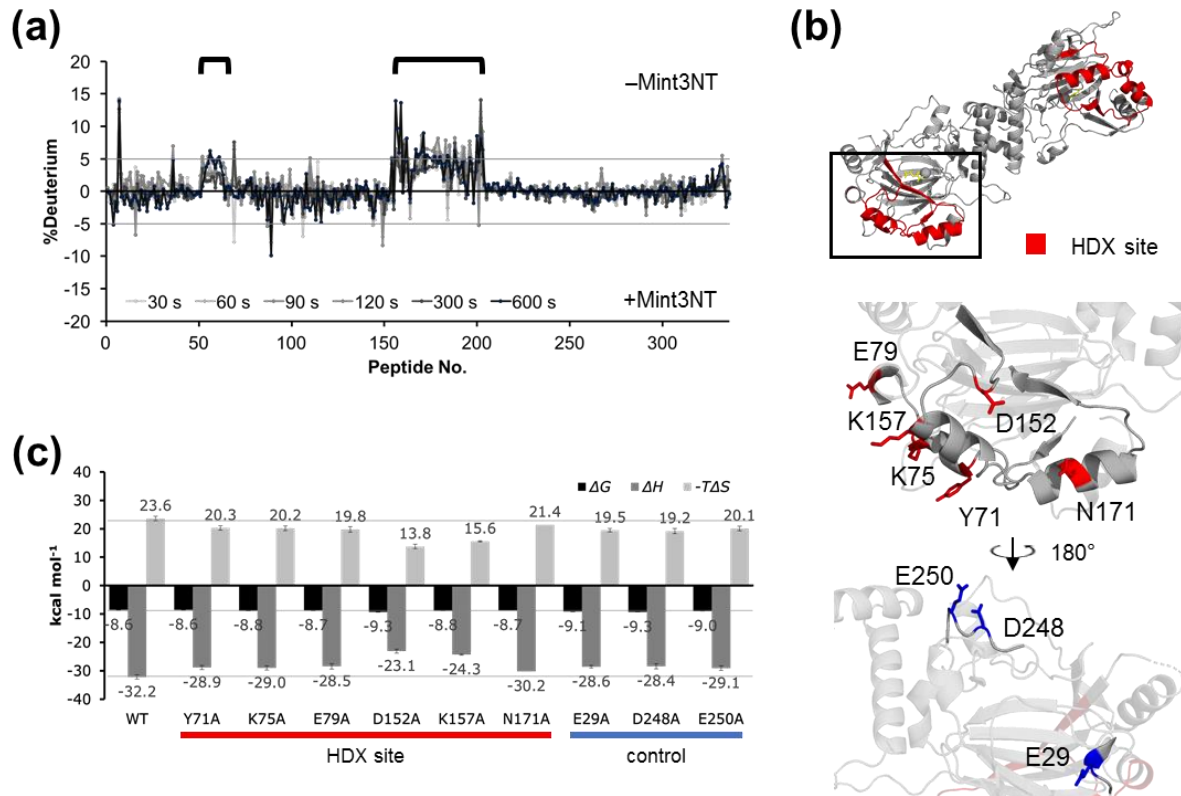 (a)
20
15
10
5
0
-5
-10
-15
-20
%Deuterium
–Mint3NT
30 s 60 s 90 s 120 s 300 s 600 s
+Mint3NT
0 50 100 150 200 250 300
Peptide No.
(b)
HDX site
E79
K157
D152
K75
Y71
N171
180°
E250
D248
E29
(c)
kcal mol⁻¹
40
30
20
10
0
-10
-20
-30
-40
ΔG ΔH -TΔS
23.6 20.3 20.2 19.8 13.8 15.6 21.4 19.5 19.2 20.1
-8.6 -8.6 -8.8 -8.7 -9.3 -8.8 -8.7 -9.1 -9.3 -9.0
-32.2 -28.9 -29.0 -28.5 -23.1 -24.3 -30.2 -28.6 -28.4 -29.1
WT Y71A K75A E79A D152A K157A N171A E29A D248A E250A
HDX site control